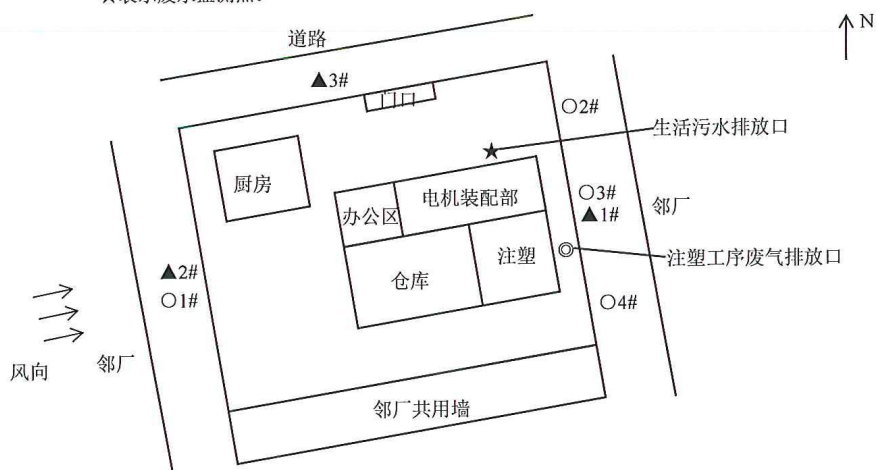 N
道路
▲3#
门口
○2#
生活污水排放口
厨房
电机装配部
○3#
邻厂
办公区
▲1#
注塑
注塑工序废气排放口
▲2#
仓库
○1#
○4#
邻厂
风向
邻厂共用墙